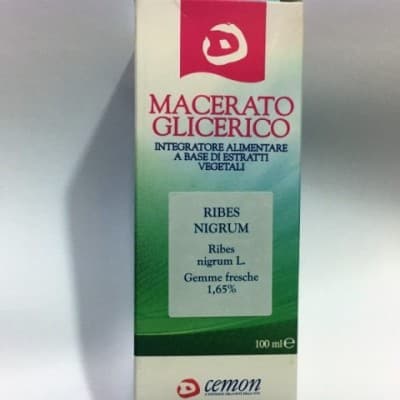 MACERATO
GLICERICO
INTEGRATORE ALIMENTARE
A BASE DI ESTRATTI
VEGETALI
RIBES
NIGRUM
Ribes
nigrum L.
Gemme fresche
1,65%
100 ml ℮
cemon